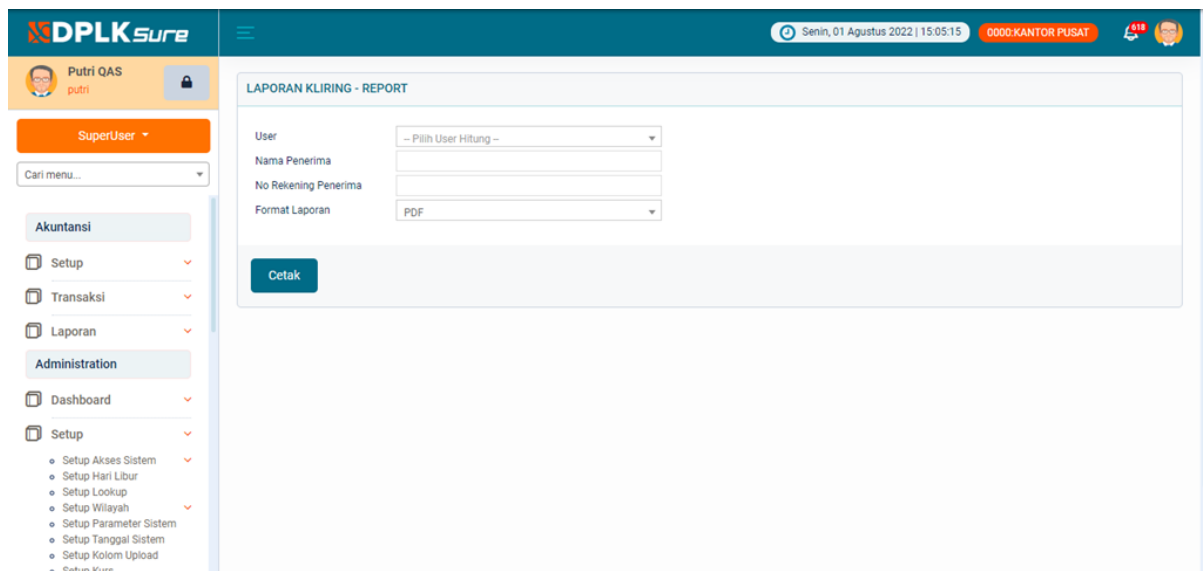 DPLKSure
Senin, 01 Agustus 2022 | 15:05:15
0000:KANTOR PUSAT
618
Putri QAS
putri
SuperUser
Cari menu...
Akuntansi
Setup
Transaksi
Laporan
Administration
Dashboard
Setup
Setup Akses Sistem
Setup Hari Libur
Setup Lookup
Setup Wilayah
Setup Parameter Sistem
Setup Tanggal Sistem
Setup Kolom Upload
Setup Kurs
LAPORAN KLIRING - REPORT
User
-- Pilih User Hitung --
Nama Penerima
No Rekening Penerima
Format Laporan
PDF
Cetak